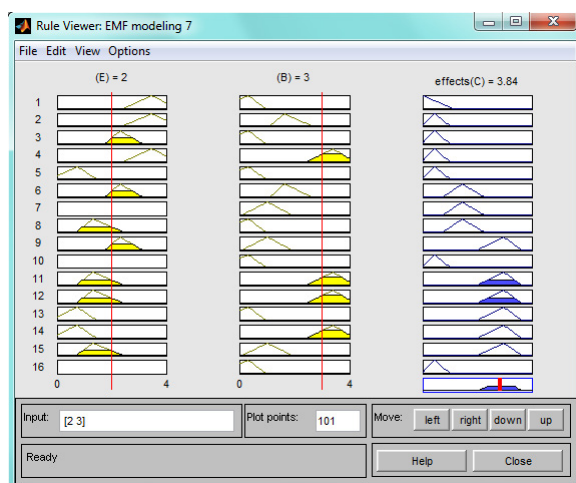 Rule Viewer: EMF modeling 7
File Edit View Options
(E) = 2 (B) = 3 effects(C) = 3.84
1
2
3
4
5
6
7
8
9
10
11
12
13
14
15
16
0 4 0 4
Input: [2 3] Plot points: 101 Move: left right down up
Ready Help Close